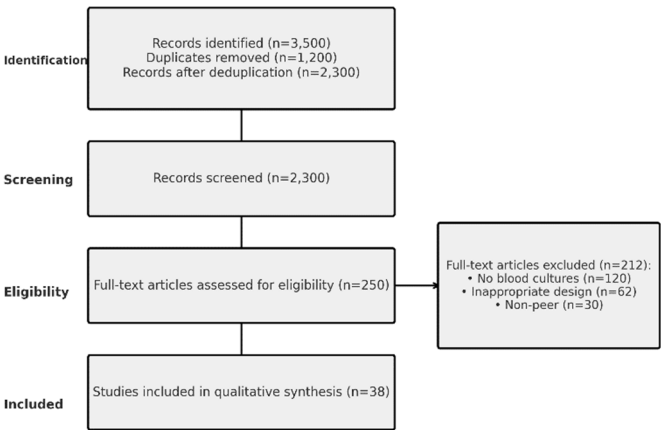 Identification
Records identified (n=3,500)
Duplicates removed (n=1,200)
Records after deduplication (n=2,300)
Screening
Records screened (n=2,300)
Eligibility
Full-text articles assessed for eligibility (n=250)
Full-text articles excluded (n=212):
• No blood cultures (n=120)
• Inappropriate design (n=62)
• Non-peer (n=30)
Included
Studies included in qualitative synthesis (n=38)